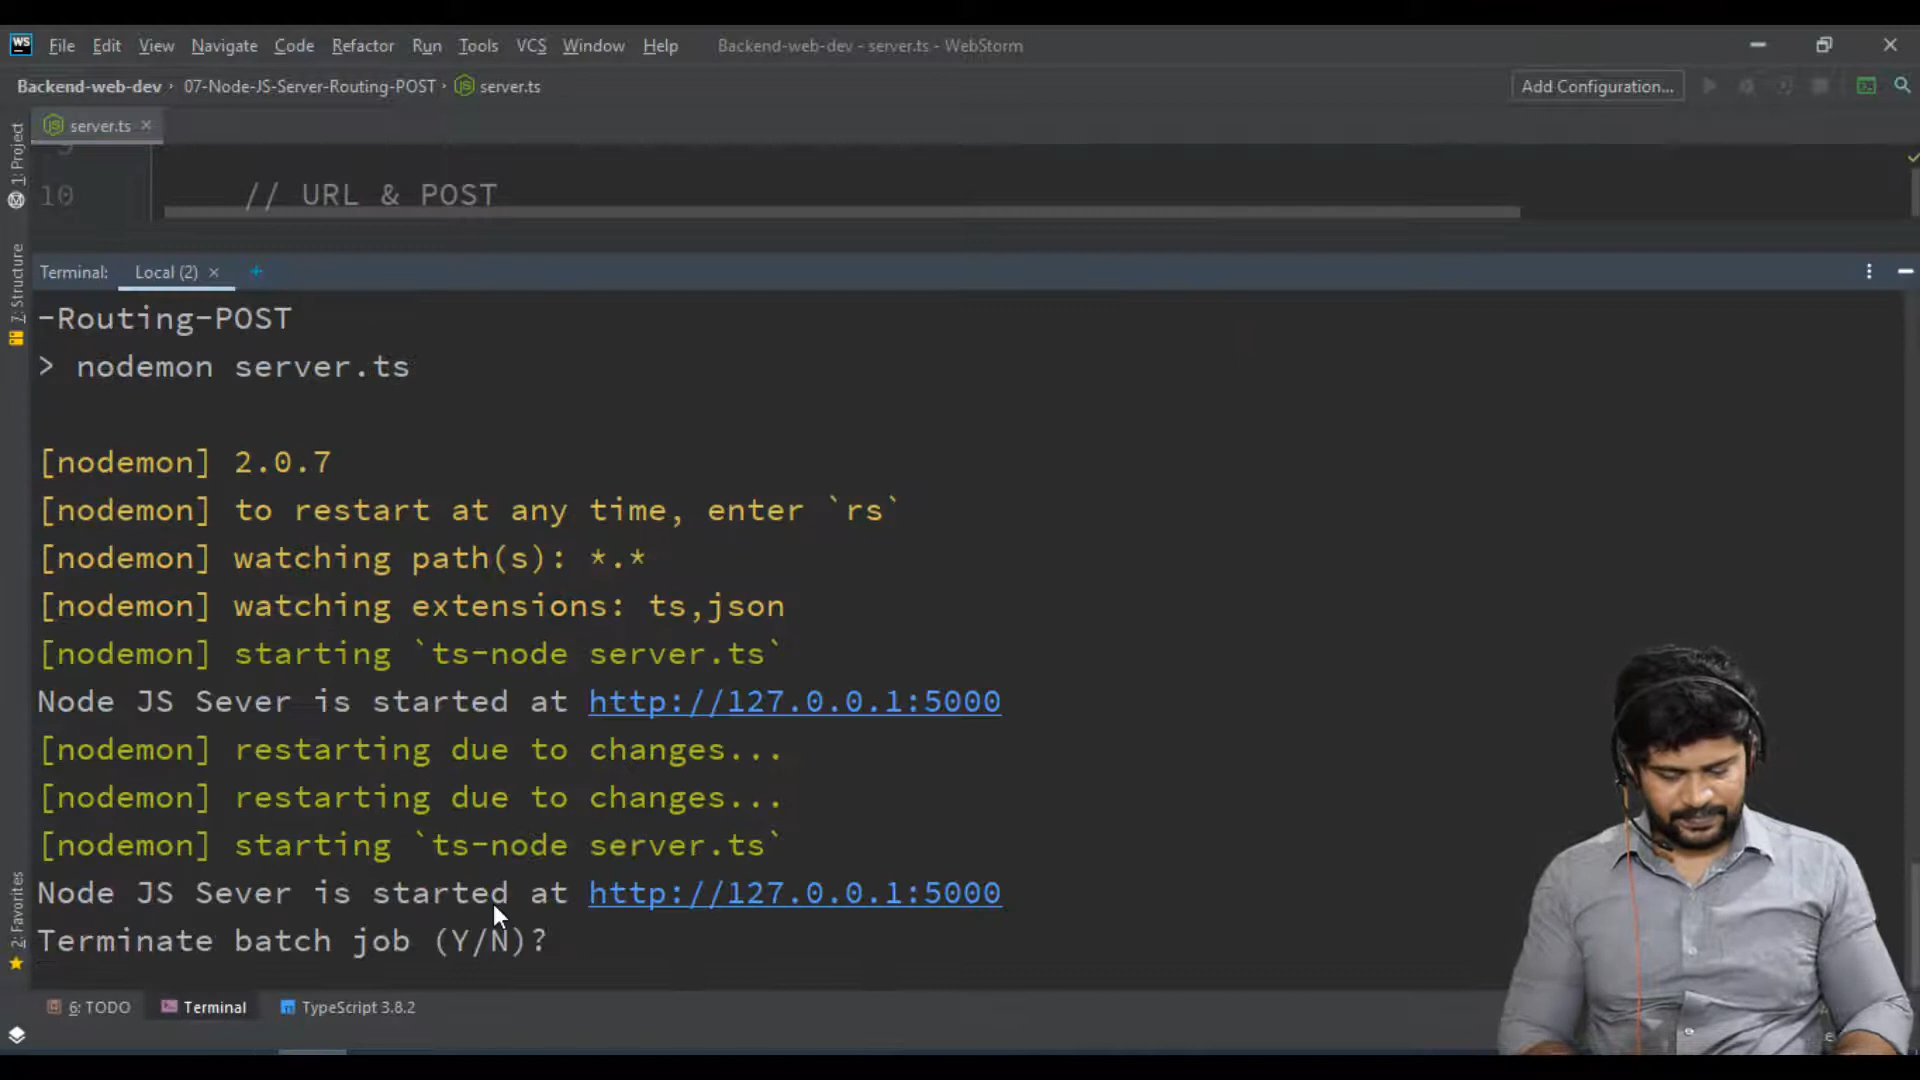 WS File Edit View Navigate Code Refactor Run Tools VCS Window Help Backend-web-dev - server.ts - WebStorm
Backend-web-dev 07-Node-JS-Server-Routing-POST server.ts Add Configuration...
server.ts
1: Project
10 // URL & POST
7: Structure
Terminal: Local (2)
-Routing-POST
> nodemon server.ts
[nodemon] 2.0.7
[nodemon] to restart at any time, enter `rs`
[nodemon] watching path(s): *.*
[nodemon] watching extensions: ts,json
[nodemon] starting `ts-node server.ts`
Node JS Sever is started at http://127.0.0.1:5000
[nodemon] restarting due to changes...
[nodemon] restarting due to changes...
[nodemon] starting `ts-node server.ts`
Node JS Sever is started at http://127.0.0.1:5000
Terminate batch job (Y/N)?
2: Favorites
6: TODO Terminal TypeScript 3.8.2